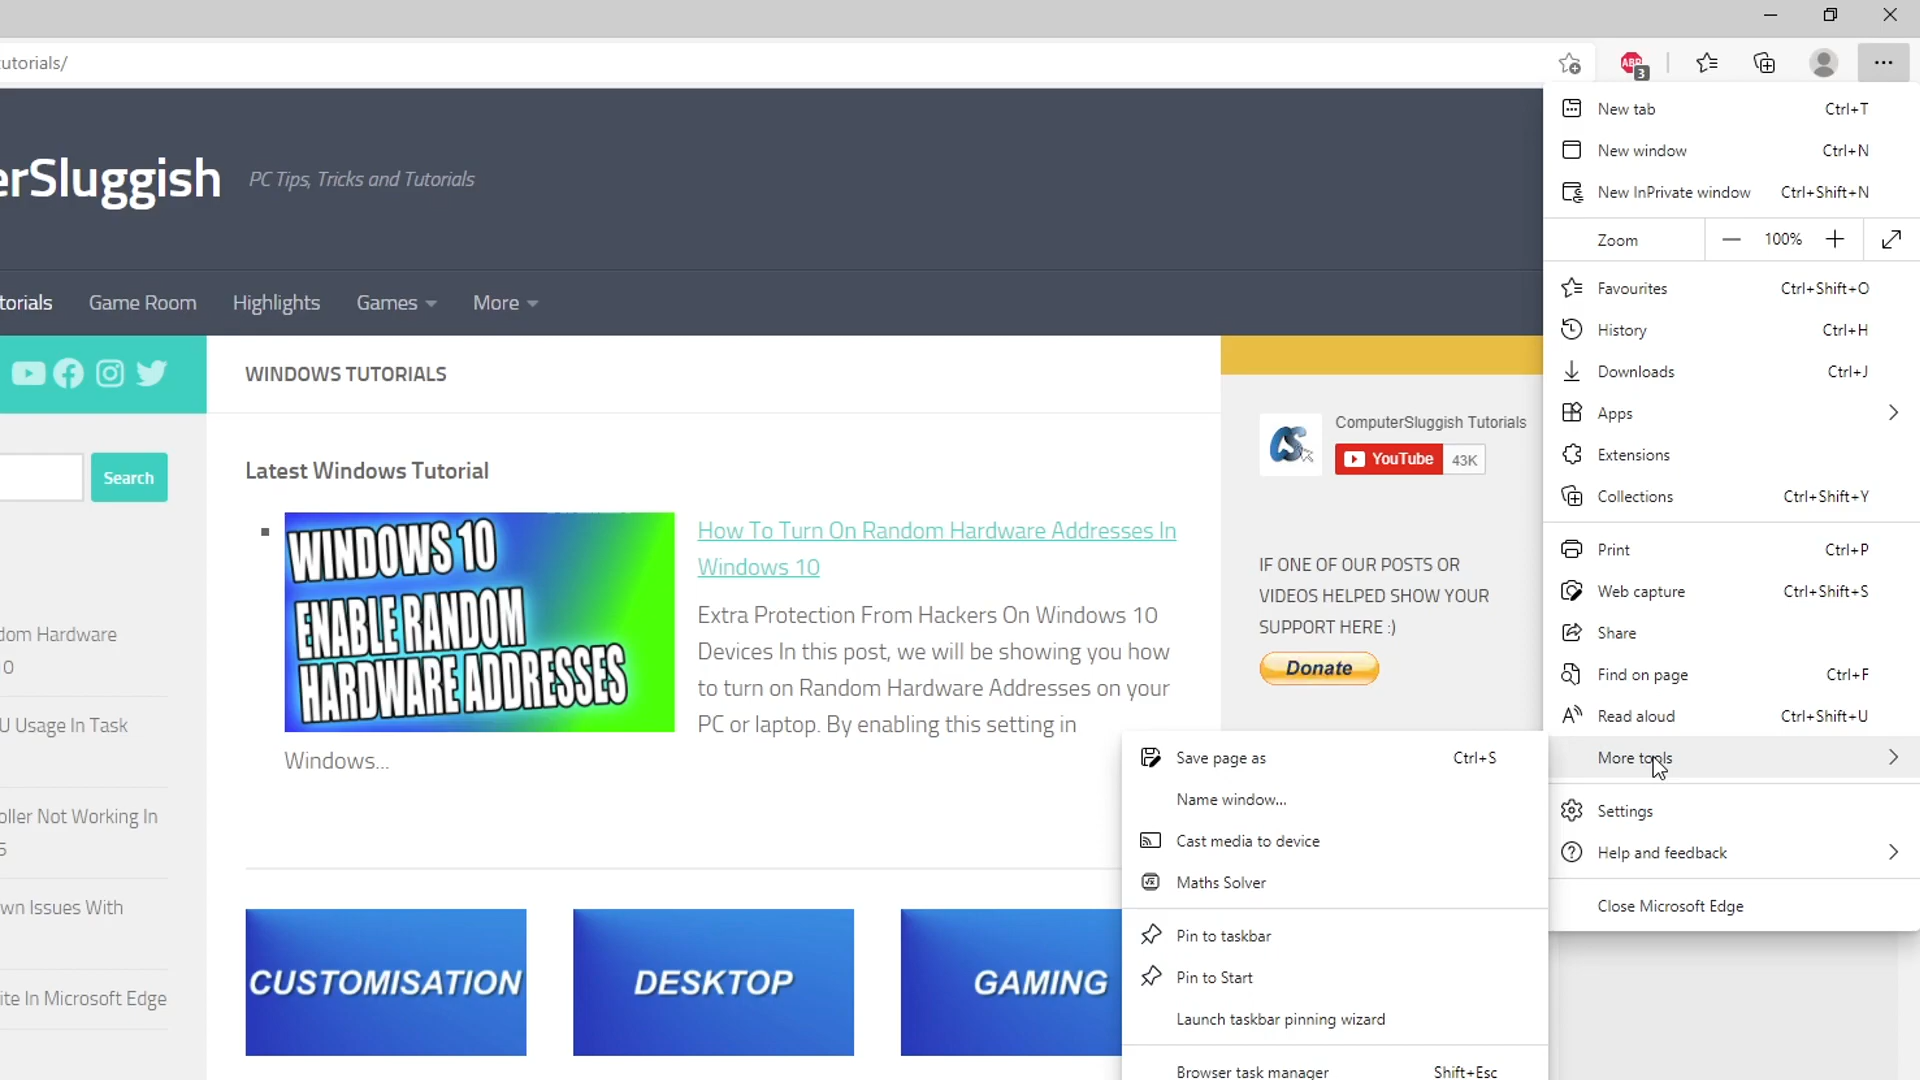 utorials/
ABP
3
erSluggish
PC Tips, Tricks and Tutorials
torials
Game Room
Highlights
Games
More
WINDOWS TUTORIALS
Search
dom Hardware
0
U Usage In Task
oller Not Working In
5
wn Issues With
ite In Microsoft Edge
Latest Windows Tutorial
WINDOWS 10
ENABLE RANDOM
HARDWARE ADDRESSES
How To Turn On Random Hardware Addresses In
Windows 10
Extra Protection From Hackers On Windows 10
Devices In this post, we will be showing you how
to turn on Random Hardware Addresses on your
PC or laptop. By enabling this setting in
Windows...
CUSTOMISATION
DESKTOP
GAMING
ComputerSluggish Tutorials
YouTube 43K
IF ONE OF OUR POSTS OR
VIDEOS HELPED SHOW YOUR
SUPPORT HERE :)
Donate
New tab Ctrl+T
New window Ctrl+N
New InPrivate window Ctrl+Shift+N
Zoom 100%
Favourites Ctrl+Shift+O
History Ctrl+H
Downloads Ctrl+J
Apps
Extensions
Collections Ctrl+Shift+Y
Print Ctrl+P
Web capture Ctrl+Shift+S
Share
Find on page Ctrl+F
Read aloud Ctrl+Shift+U
More tools
Settings
Help and feedback
Close Microsoft Edge
Save page as Ctrl+S
Name window...
Cast media to device
Maths Solver
Pin to taskbar
Pin to Start
Launch taskbar pinning wizard
Browser task manager Shift+Esc